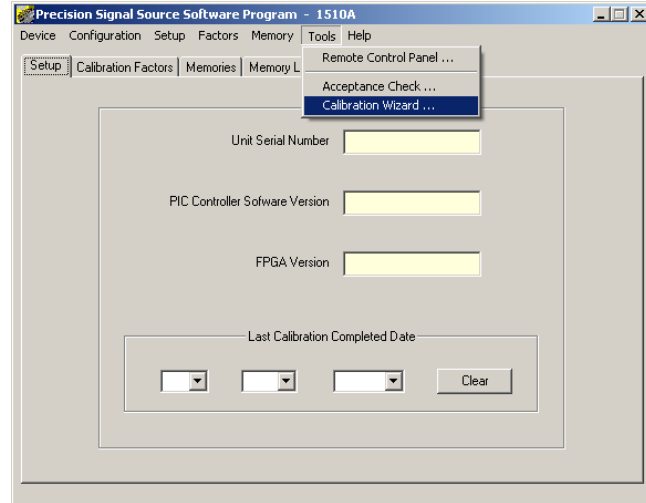 Precision Signal Source Software Program - 1510A
Device Configuration Setup Factors Memory Tools Help
Remote Control Panel ...
Acceptance Check ...
Calibration Wizard ...
Setup Calibration Factors Memories Memory L
Unit Serial Number
PIC Controller Sofware Version
FPGA Version
Last Calibration Completed Date
Clear